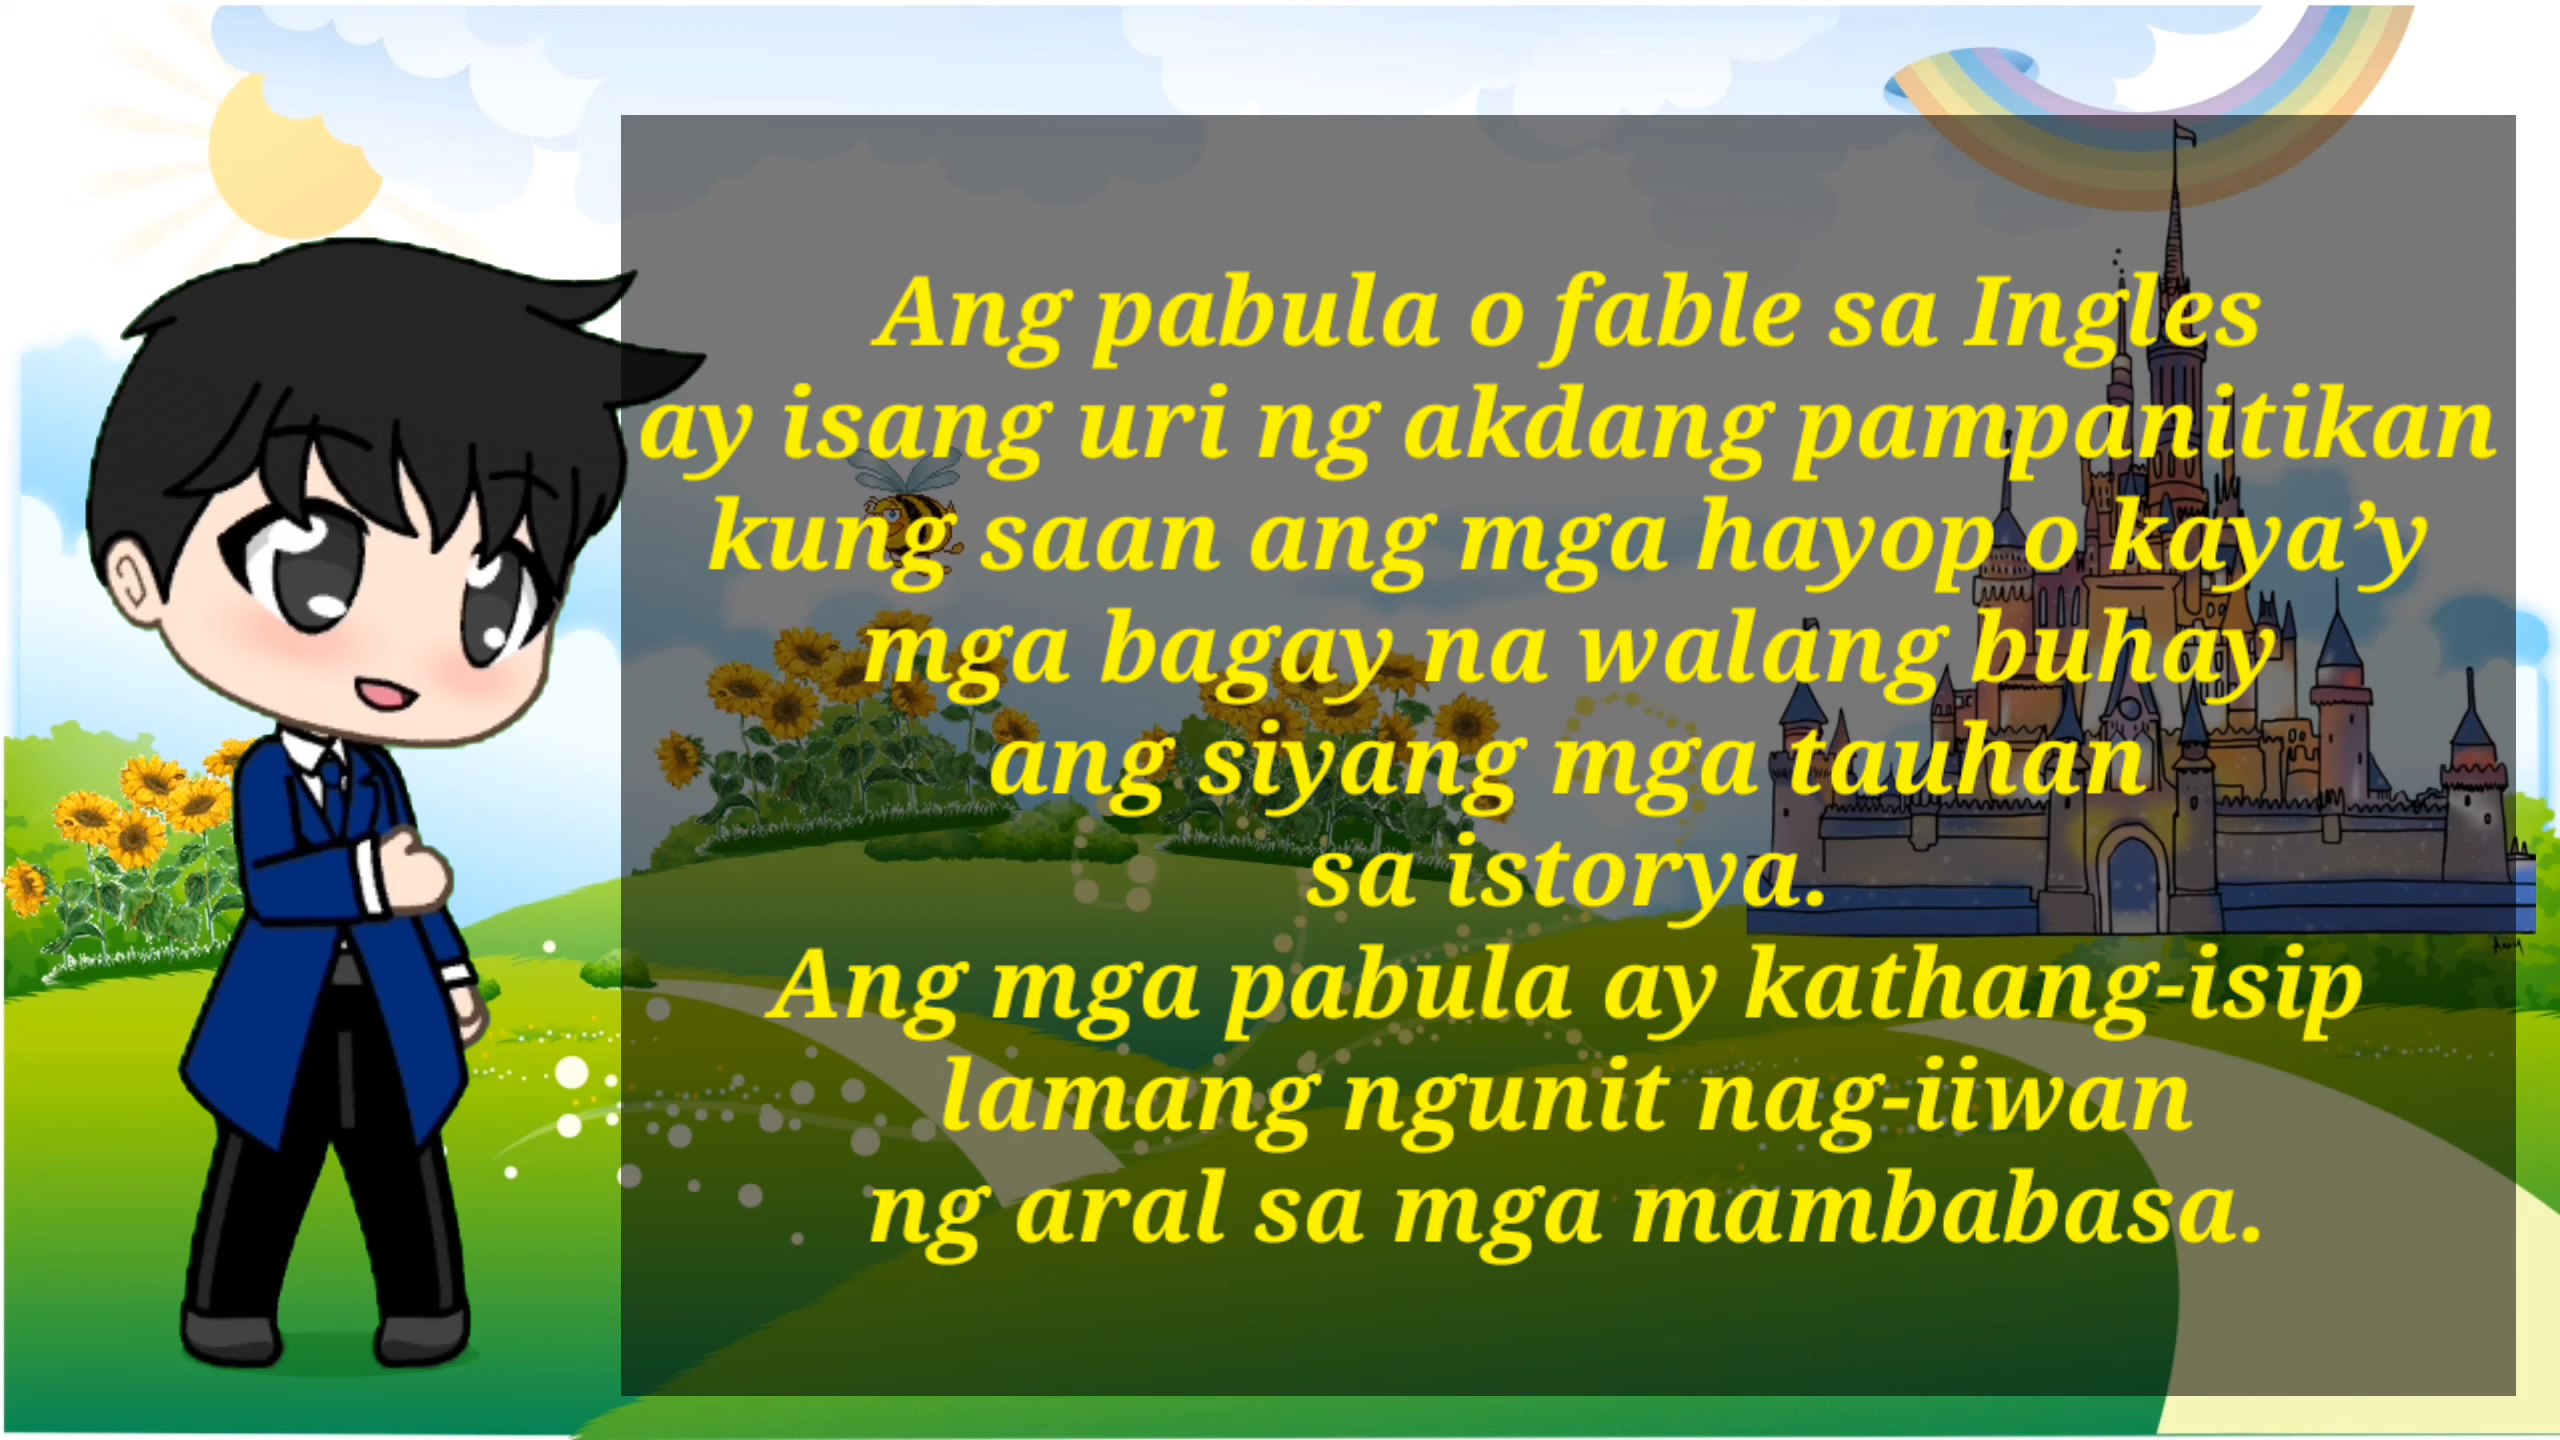 Ang pabula o fable sa Ingles
ay isang uri ng akdang pampanitikan
kung saan ang mga hayop o kaya’y
mga bagay na walang buhay
ang siyang mga tauhan
sa istorya.
Ang mga pabula ay kathang-isip
lamang ngunit nag-iiwan
ng aral sa mga mambabasa.